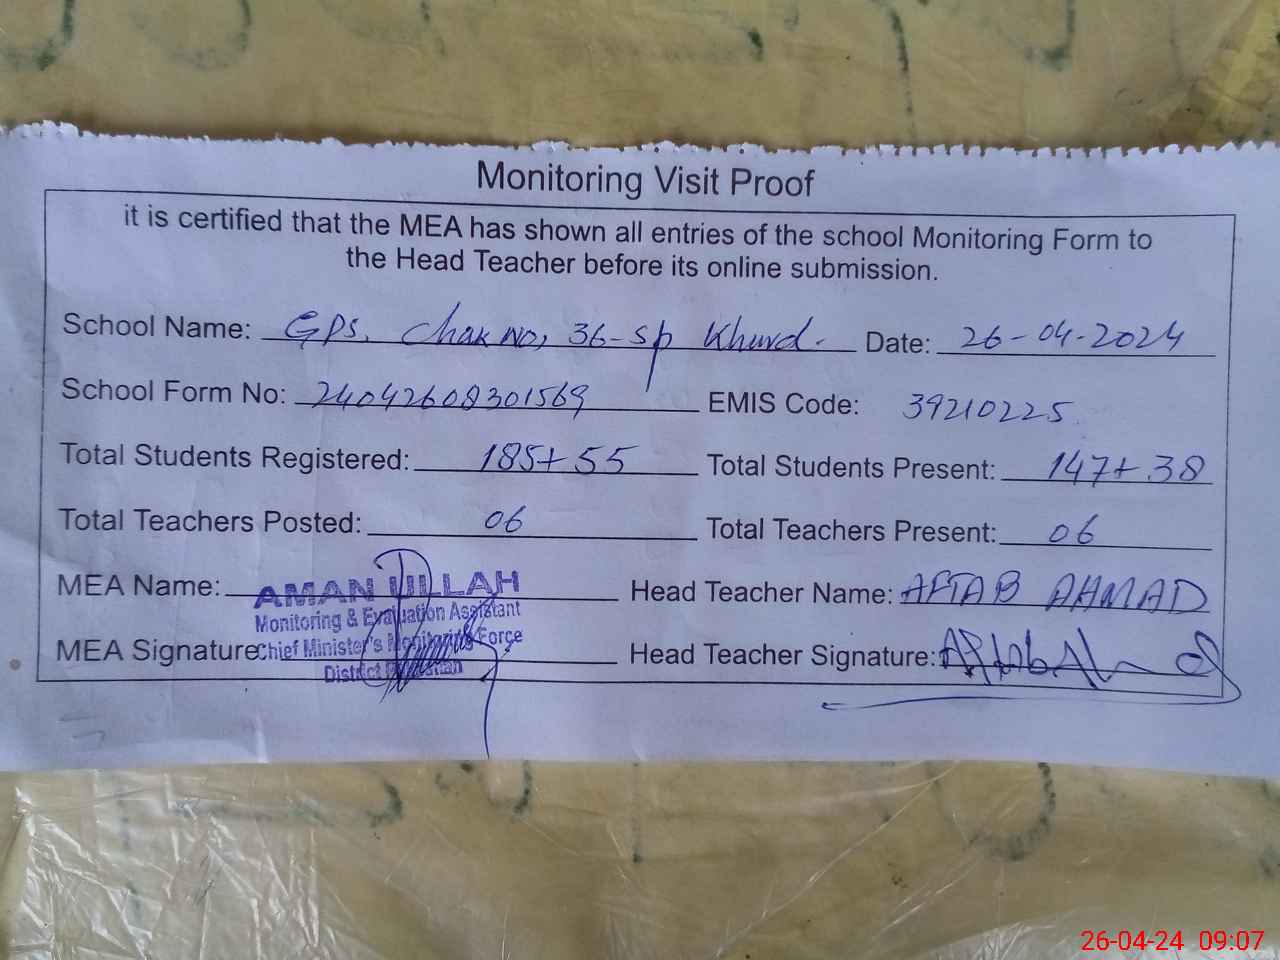 Monitoring Visit Proof
it is certified that the MEA has shown all entries of the school Monitoring Form to
the Head Teacher before its online submission.
School Name: GPS. Chak No, 36-sp Khurd. Date: 26-04-2024
School Form No: 24042608301569 EMIS Code: 39210225
Total Students Registered: 185+55 Total Students Present: 147+38
Total Teachers Posted: 06 Total Teachers Present: 06
MEA Name: AMAN ULLAH Head Teacher Name: AFTAB AHMAD
Monitoring & Evaluation Assistant
MEA Signature: Chief Minister's Monitoring Force Head Teacher Signature:
District
26-04-24 09:07